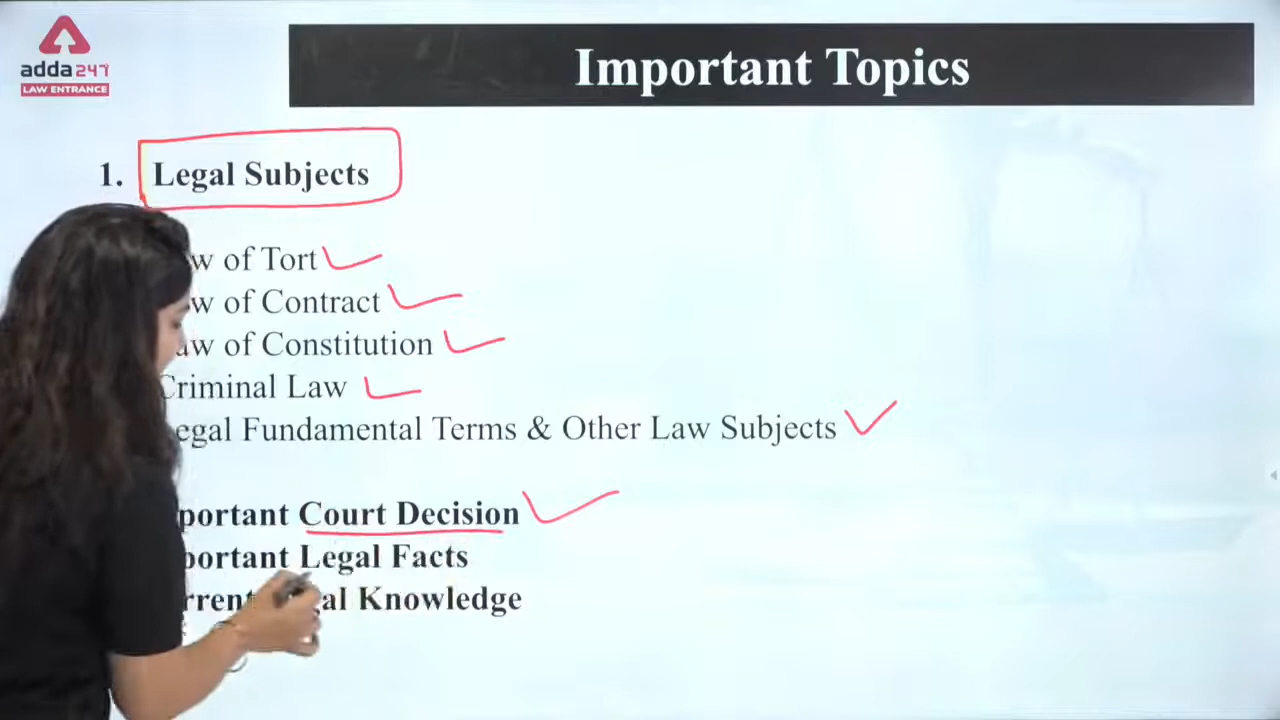 adda247
LAW ENTRANCE
Important Topics
1. Legal Subjects
w of Tort
w of Contract
aw of Constitution
Criminal Law
egal Fundamental Terms & Other Law Subjects
portant Court Decision
portant Legal Facts
rrent al Knowledge